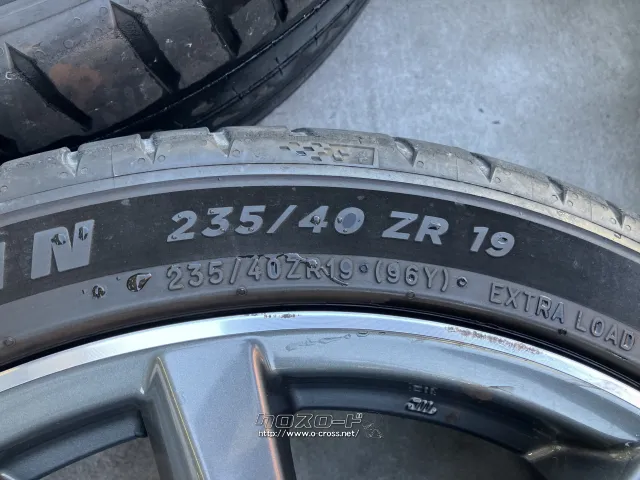 IN 235/40 ZR 19
235/40ZR19 (96Y) EXTRA LOAD
クロスロード
http://www.o-cross.net/